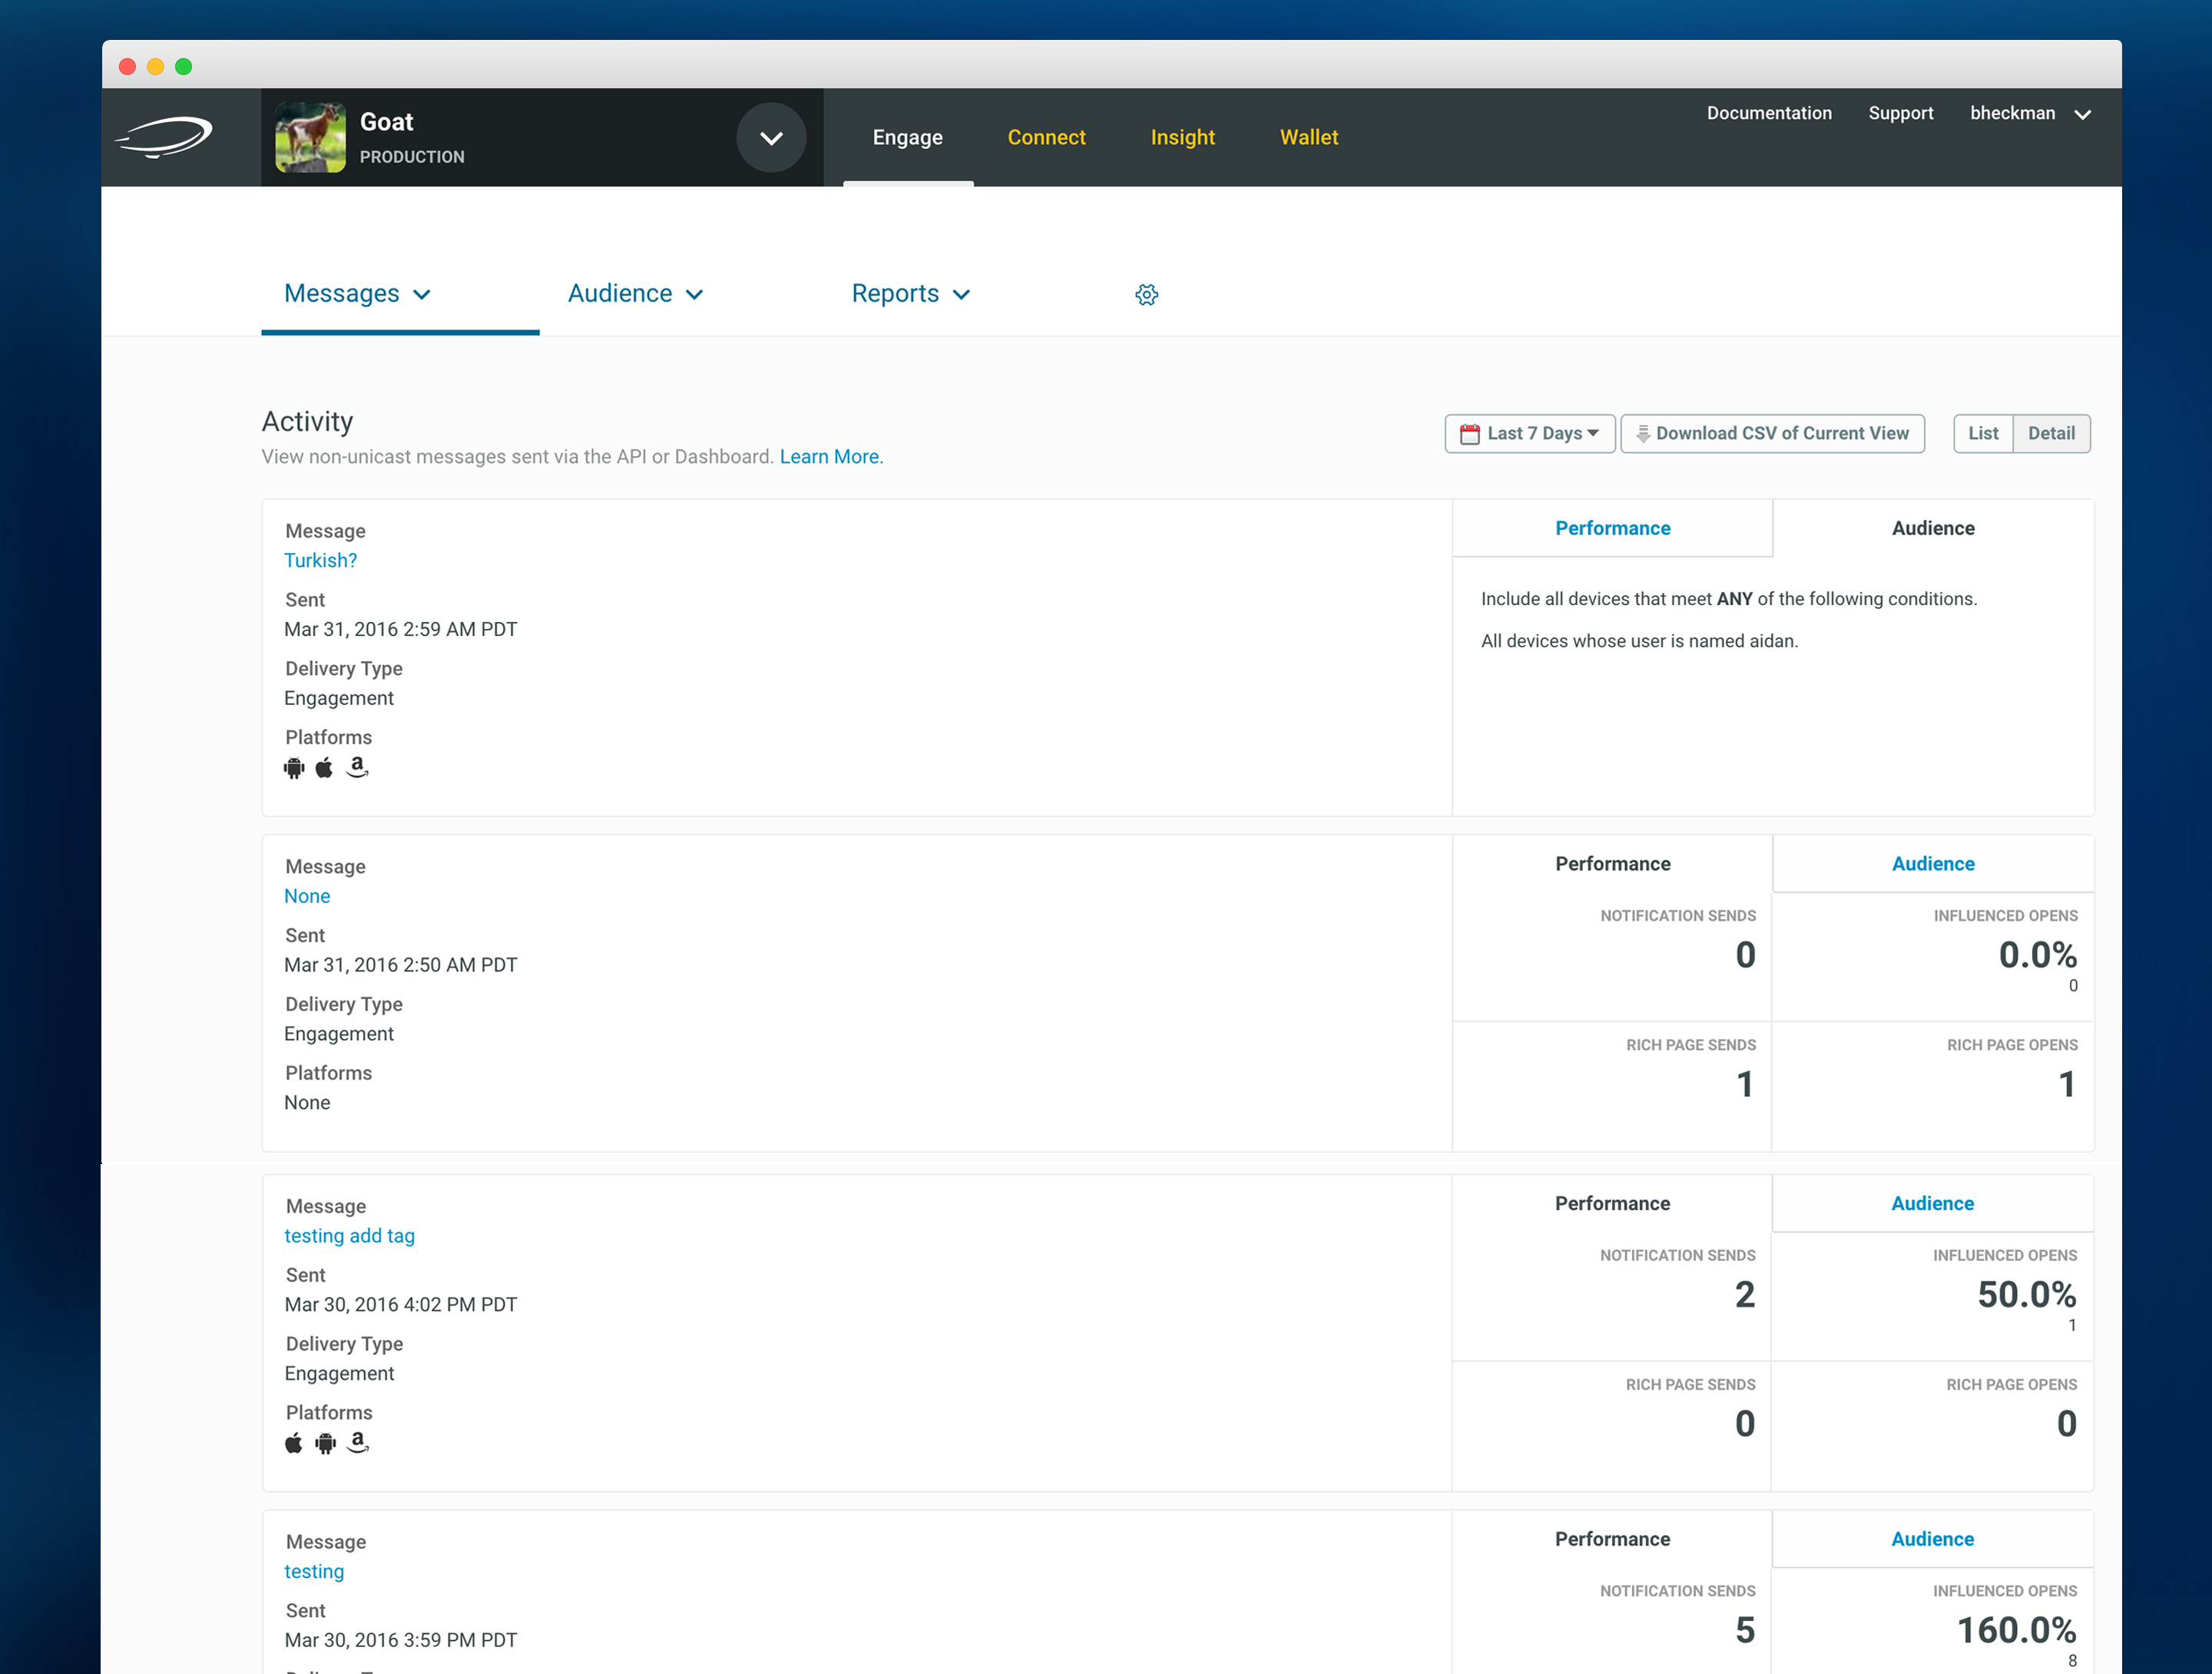 Goat
PRODUCTION
Engage
Connect
Insight
Wallet
Documentation
Support
bheckman
Messages
Audience
Reports
Activity
View non-unicast messages sent via the API or Dashboard. Learn More.
Last 7 Days
Download CSV of Current View
List
Detail
Message
Turkish?
Sent
Mar 31, 2016 2:59 AM PDT
Delivery Type
Engagement
Platforms
Performance
Audience
Include all devices that meet ANY of the following conditions.
All devices whose user is named aidan.
Message
None
Sent
Mar 31, 2016 2:50 AM PDT
Delivery Type
Engagement
Platforms
None
Performance
Audience
NOTIFICATION SENDS
0
INFLUENCED OPENS
0.0%
0
RICH PAGE SENDS
1
RICH PAGE OPENS
1
Message
testing add tag
Sent
Mar 30, 2016 4:02 PM PDT
Delivery Type
Engagement
Platforms
Performance
Audience
NOTIFICATION SENDS
2
INFLUENCED OPENS
50.0%
1
RICH PAGE SENDS
0
RICH PAGE OPENS
0
Message
testing
Sent
Mar 30, 2016 3:59 PM PDT
Performance
Audience
NOTIFICATION SENDS
5
INFLUENCED OPENS
160.0%
8